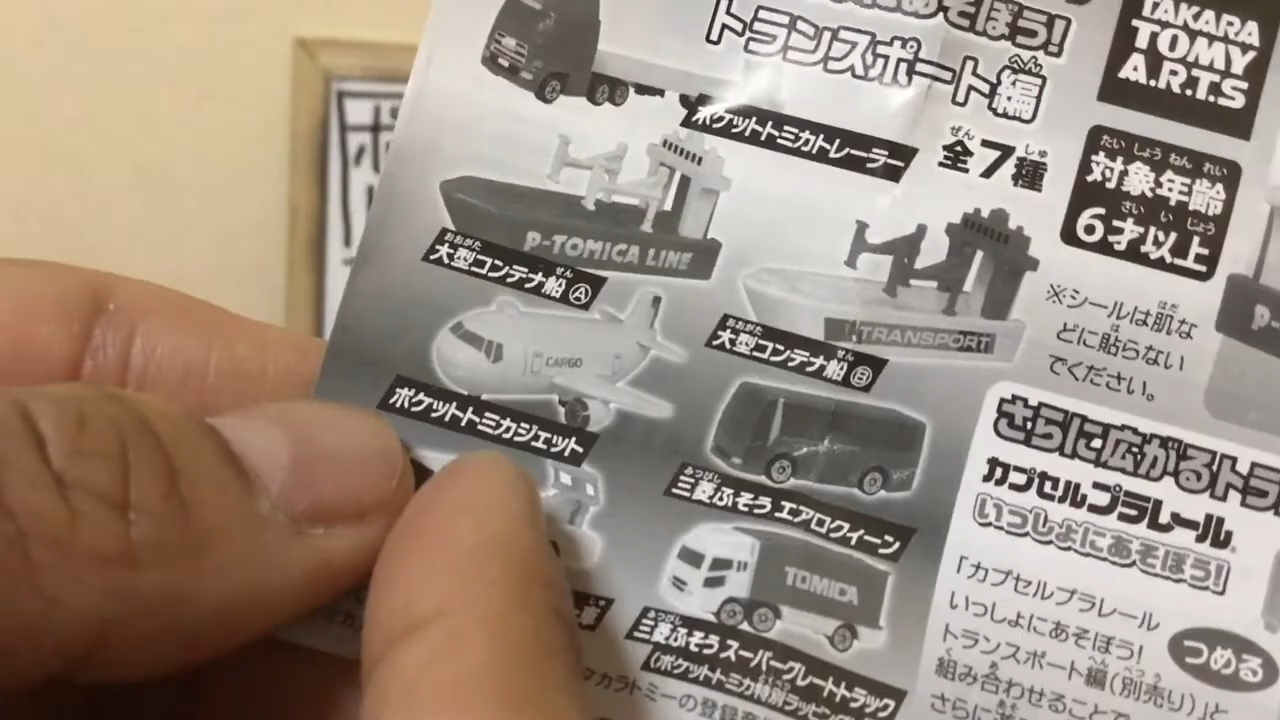 にあそぼう!
トランスポート編
全7種
TAKARA
TOMY
A.R.T.S
対象年齢
6才以上
ポケットトミカトレーラー
P-TOMICA LINE
大型コンテナ船 Ⓐ
TRANSPORT
大型コンテナ船 Ⓑ
※シールは肌な
どに貼らない
でください。
CARGO
ポケットトミカジェット
三菱ふそう エアロクィーン
TOMICA
三菱ふそう スーパーグレートトラック
(ポケットトミカ特別ラッピング
さらに広がるトラ
カプセルプラレール
いっしょにあそぼう!
「カプセルプラレール
いっしょにあそぼう!
トランスポート編(別売り)」と
組み合わせることで
さらに
つめる
P-